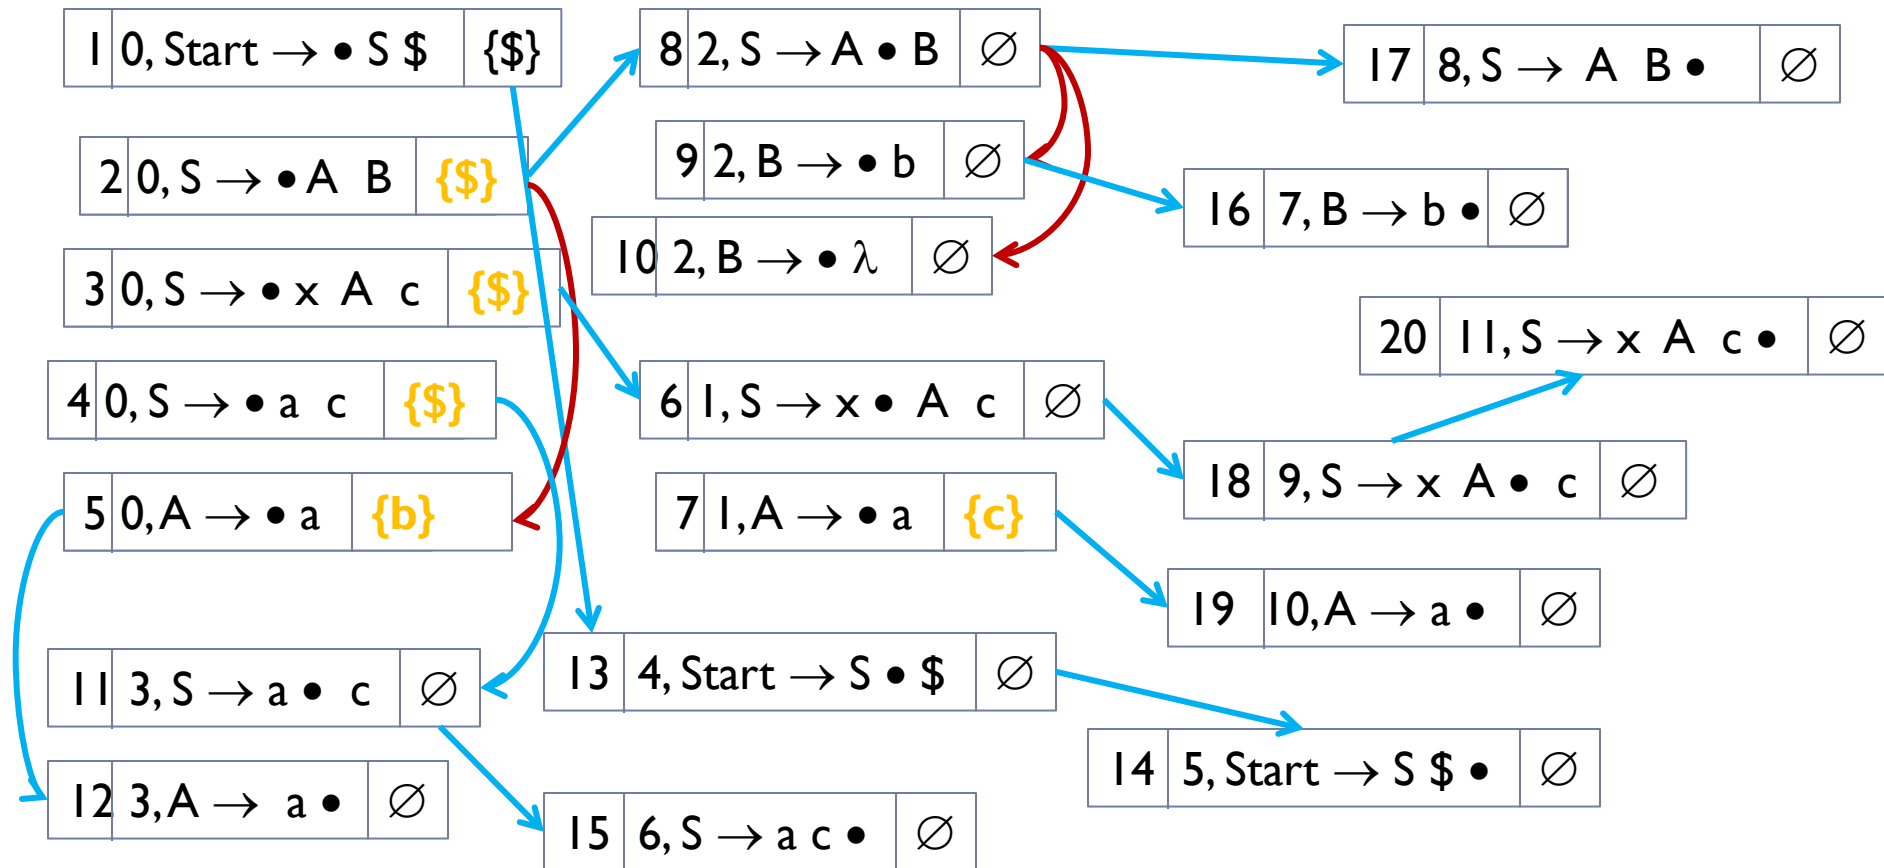 1 0, Start → • S $ {$}
2 0, S → • A B {$}
3 0, S → • x A c {$}
4 0, S → • a c {$}
5 0, A → • a {b}
11 3, S → a • c ∅
12 3, A → a • ∅
8 2, S → A • B ∅
9 2, B → • b ∅
10 2, B → • λ ∅
6 1, S → x • A c ∅
7 1, A → • a {c}
13 4, Start → S • $ ∅
15 6, S → a c • ∅
17 8, S → A B • ∅
16 7, B → b • ∅
20 11, S → x A c • ∅
18 9, S → x A • c ∅
19 10, A → a • ∅
14 5, Start → S $ • ∅